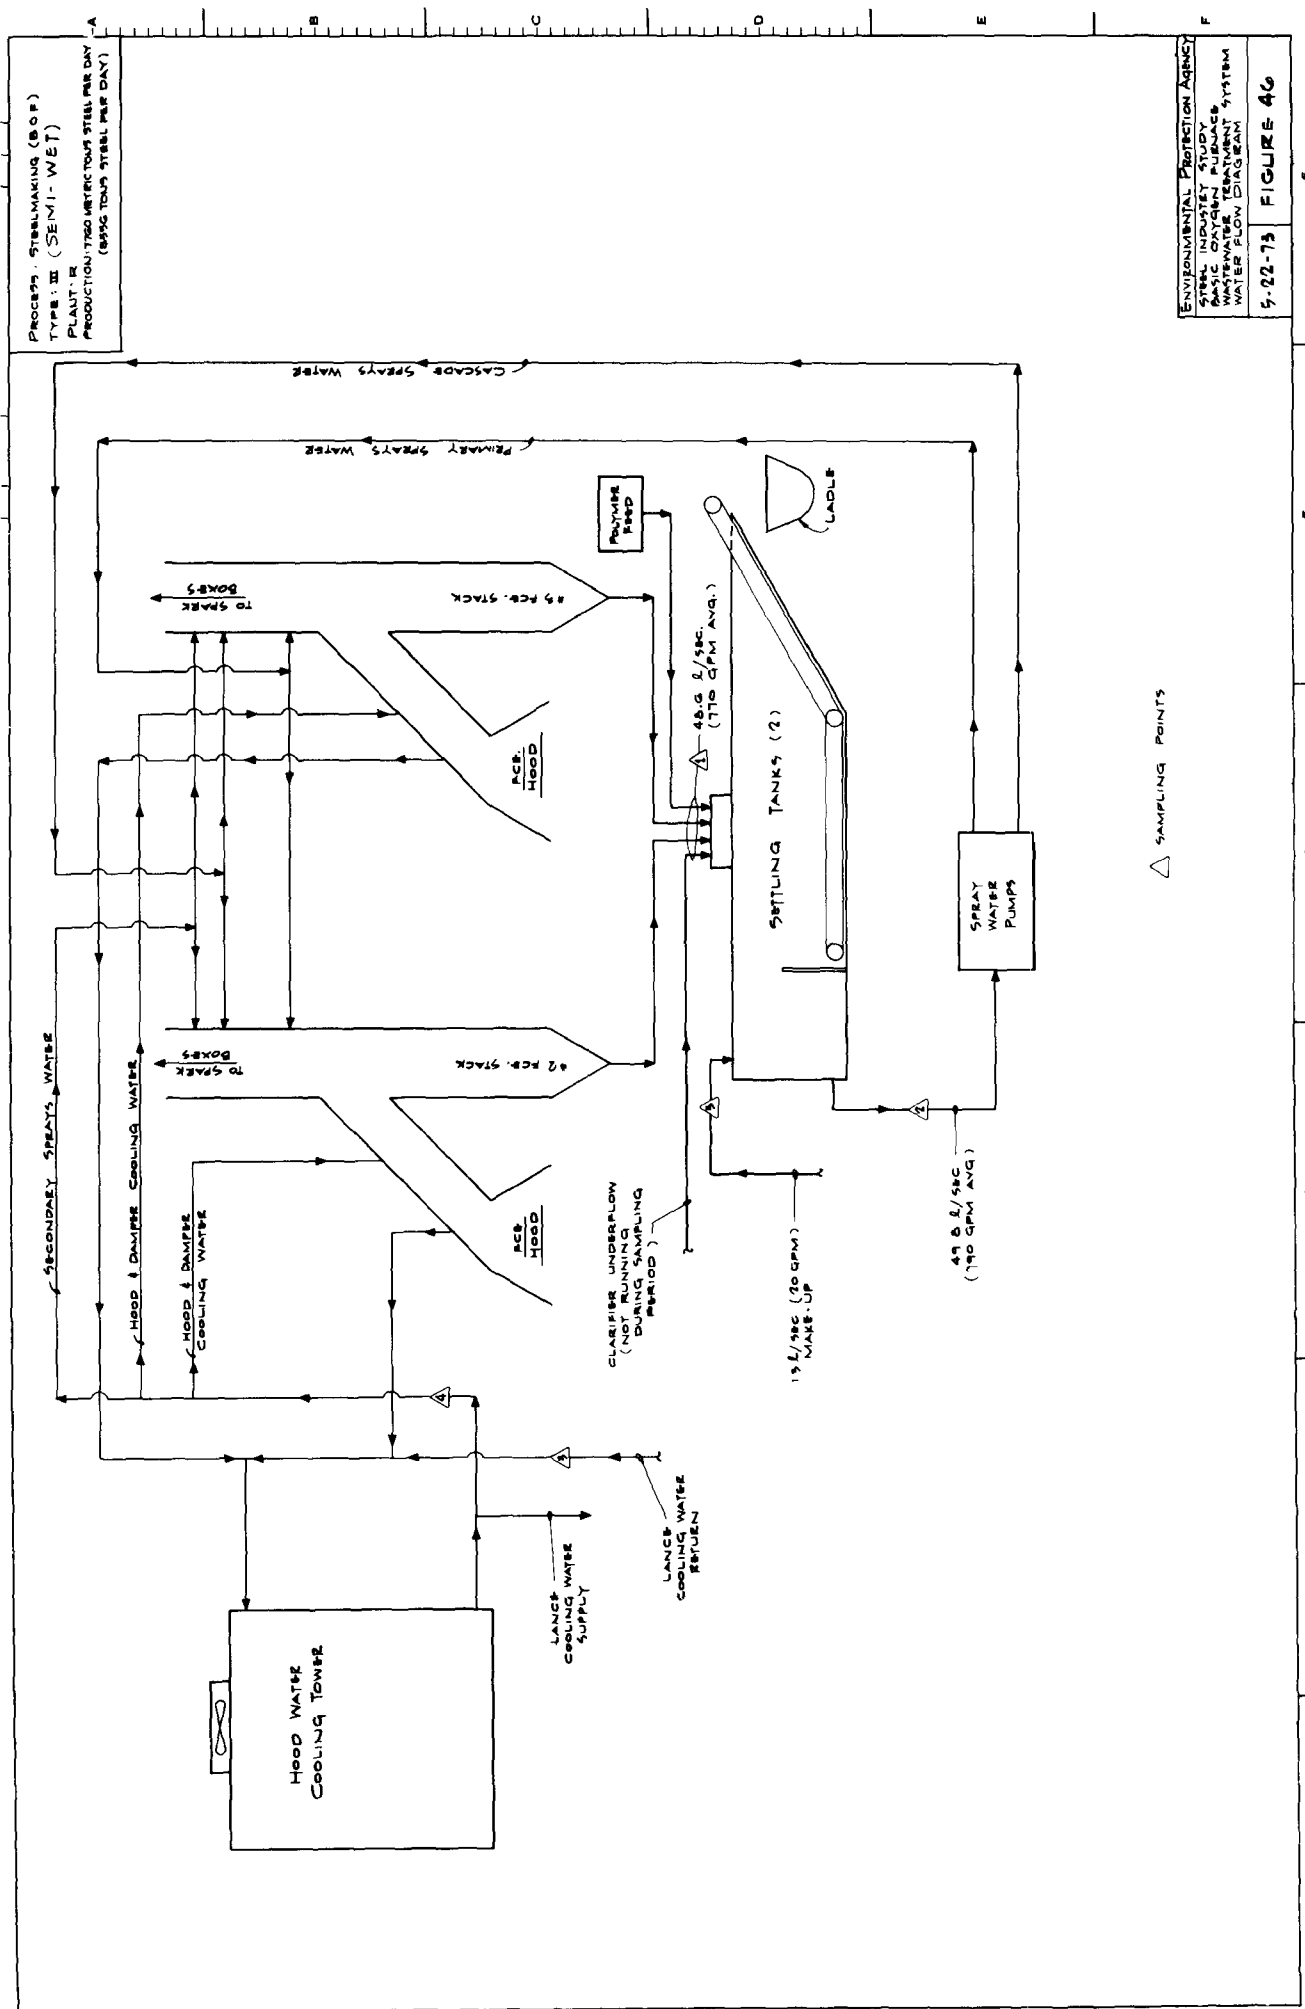 PROCESS: STEELMAKING (BOF)
TYPE: III (SEMI-WET)
PLANT: R
PRODUCTION: 7760 METRIC TONS STEEL PER DAY
(8556 TONS STEEL PER DAY)
A
B
C
D
E
F
SECONDARY SPRAYS WATER
HOOD & DAMPER COOLING WATER
HOOD & DAMPER
COOLING WATER
CASCADE SPRAYS WATER
PRIMARY SPRAYS WATER
HOOD WATER
COOLING TOWER
LANCE
COOLING WATER
SUPPLY
LANCE
COOLING WATER
RETURN
3
4
TO SPARK
BOXES
#2 FCE. STACK
FCE
HOOD
TO SPARK
BOXES
#3 FCE. STACK
FCE.
HOOD
POLYMER
FEED
CLARIFIER UNDERFLOW
(NOT RUNNING
DURING SAMPLING
PERIOD)
1
48.6 l/SEC.
(770 GPM AVG.)
SETTLING TANKS (2)
LADLE
5
1.3 l/SEC (20 GPM)
MAKE-UP
2
49.8 l/SEC
(790 GPM AVG)
SPRAY
WATER
PUMPS
△ SAMPLING POINTS
ENVIRONMENTAL PROTECTION AGENCY
STEEL INDUSTRY STUDY
BASIC OXYGEN FURNACE
WASTEWATER TREATMENT SYSTEM
WATER FLOW DIAGRAM
5-22-73
FIGURE 46